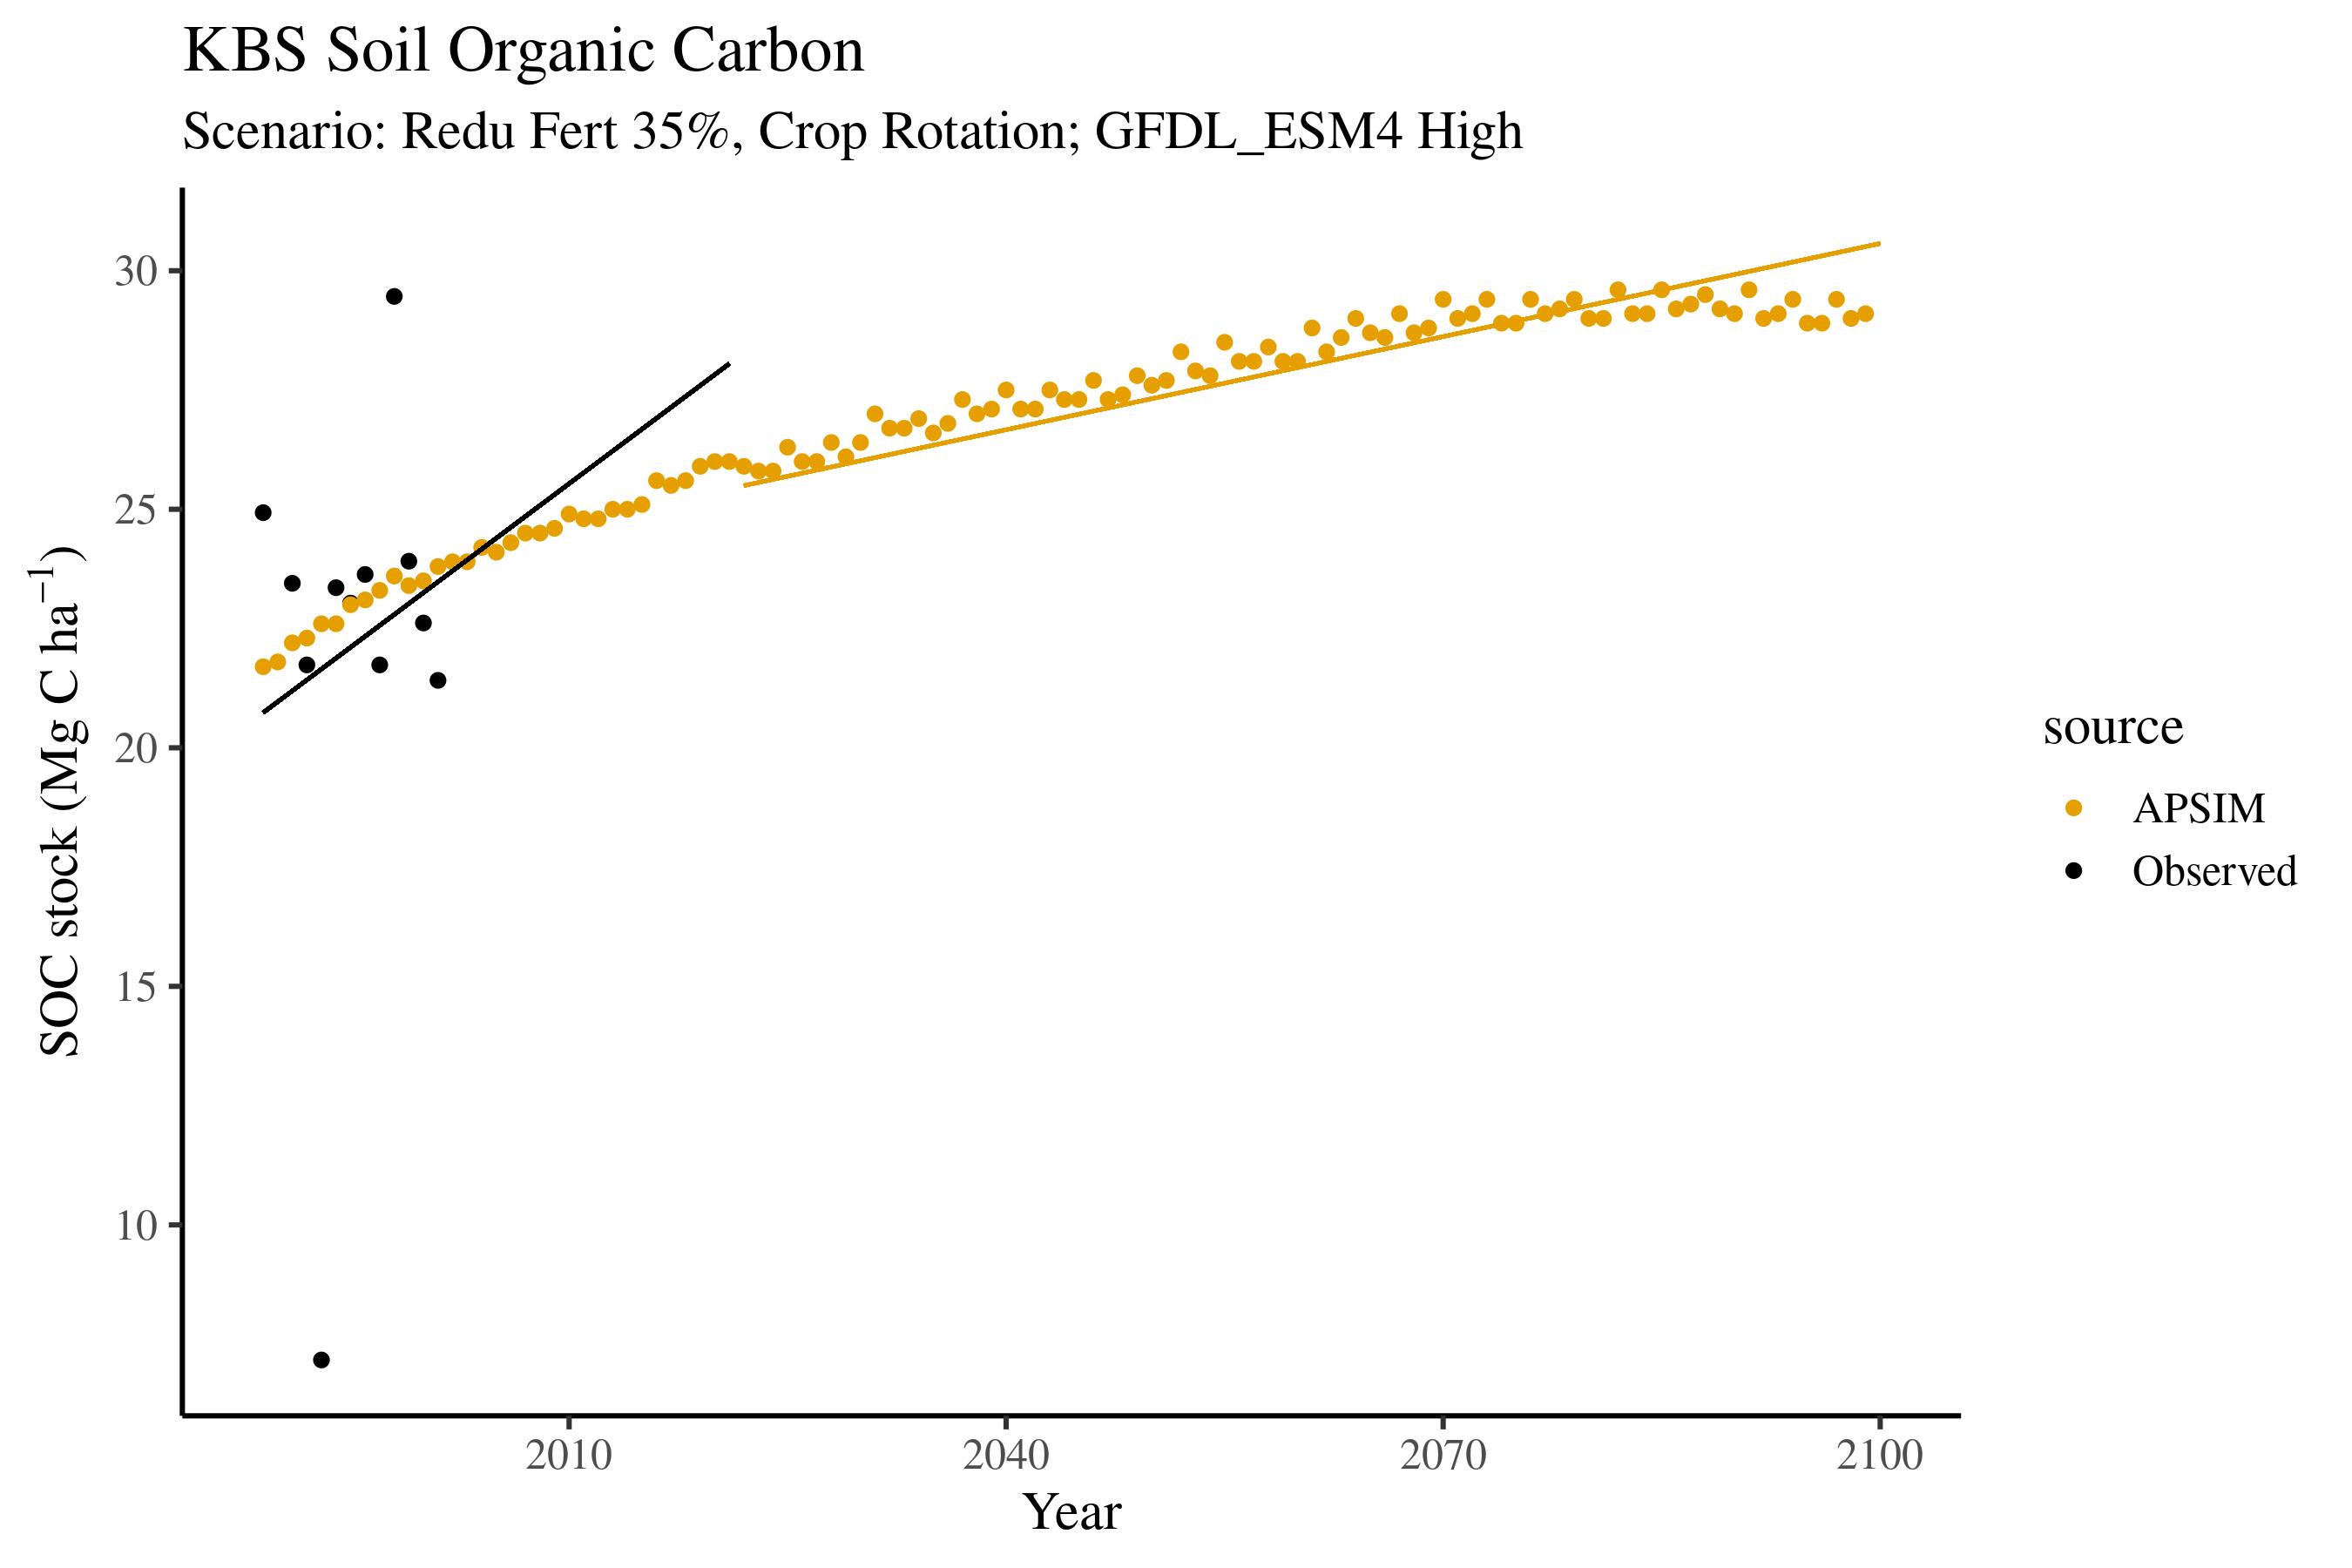 KBS Soil Organic Carbon
Scenario: Redu Fert 35%, Crop Rotation; GFDL_ESM4 High
SOC stock (Mg C ha⁻¹)
30
25
20
15
10
2010
2040
2070
2100
Year
source
APSIM
Observed